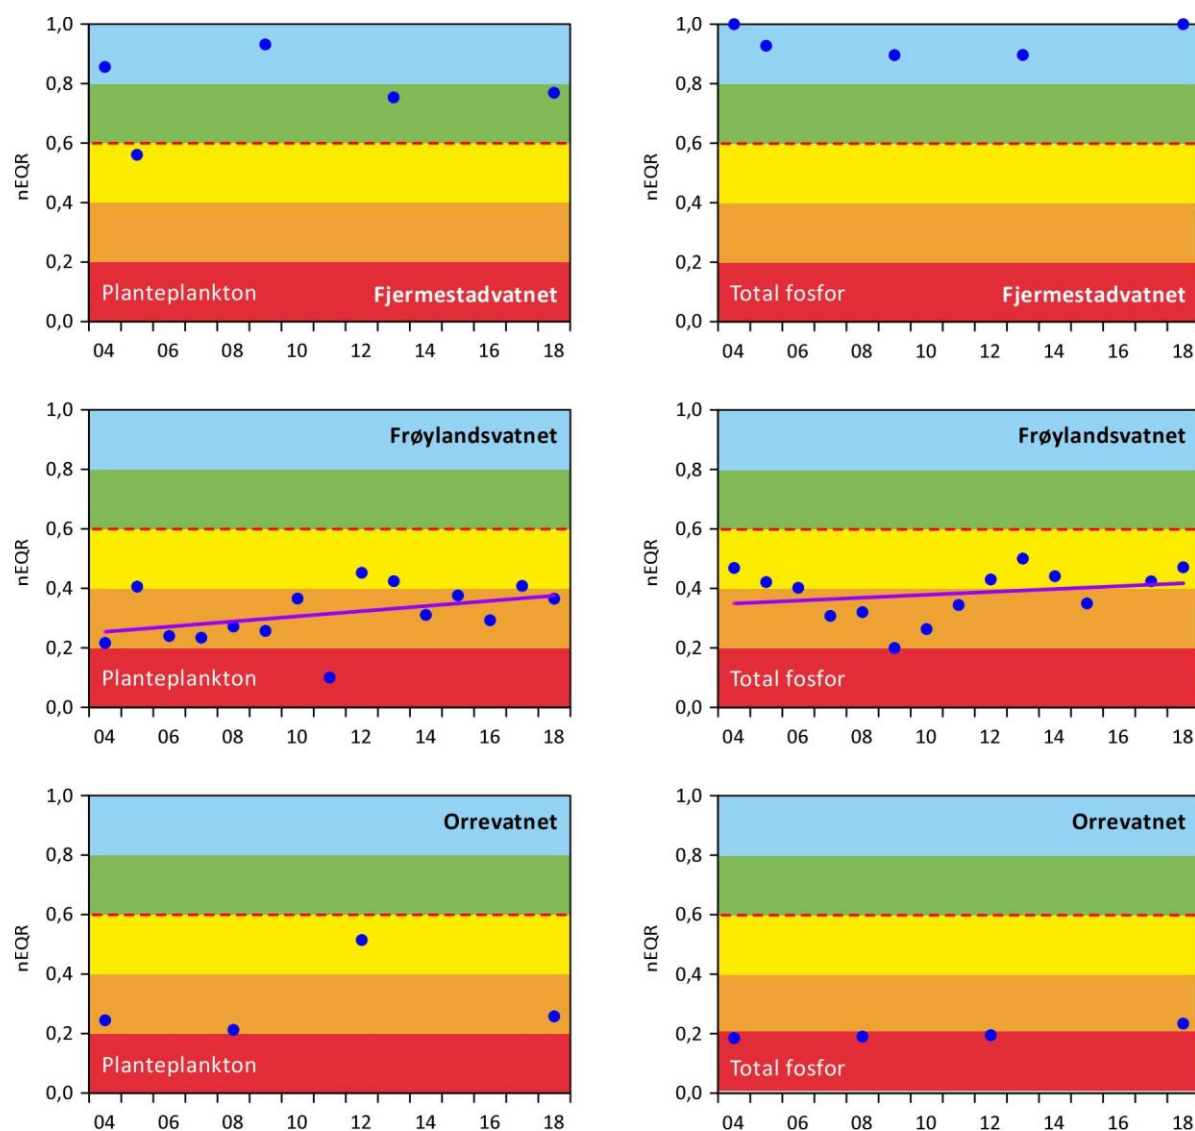 1,0
0,8
0,6
0,4
0,2
0,0
nEQR
Planteplankton Fjermestadvatnet
04 06 08 10 12 14 16 18
1,0
0,8
0,6
0,4
0,2
0,0
nEQR
Total fosfor Fjermestadvatnet
04 06 08 10 12 14 16 18
1,0
0,8
0,6
0,4
0,2
0,0
nEQR
Frøylandsvatnet
Planteplankton
04 06 08 10 12 14 16 18
1,0
0,8
0,6
0,4
0,2
0,0
nEQR
Frøylandsvatnet
Total fosfor
04 06 08 10 12 14 16 18
1,0
0,8
0,6
0,4
0,2
0,0
nEQR
Orrevatnet
Planteplankton
04 06 08 10 12 14 16 18
1,0
0,8
0,6
0,4
0,2
0,0
nEQR
Orrevatnet
Total fosfor
04 06 08 10 12 14 16 18